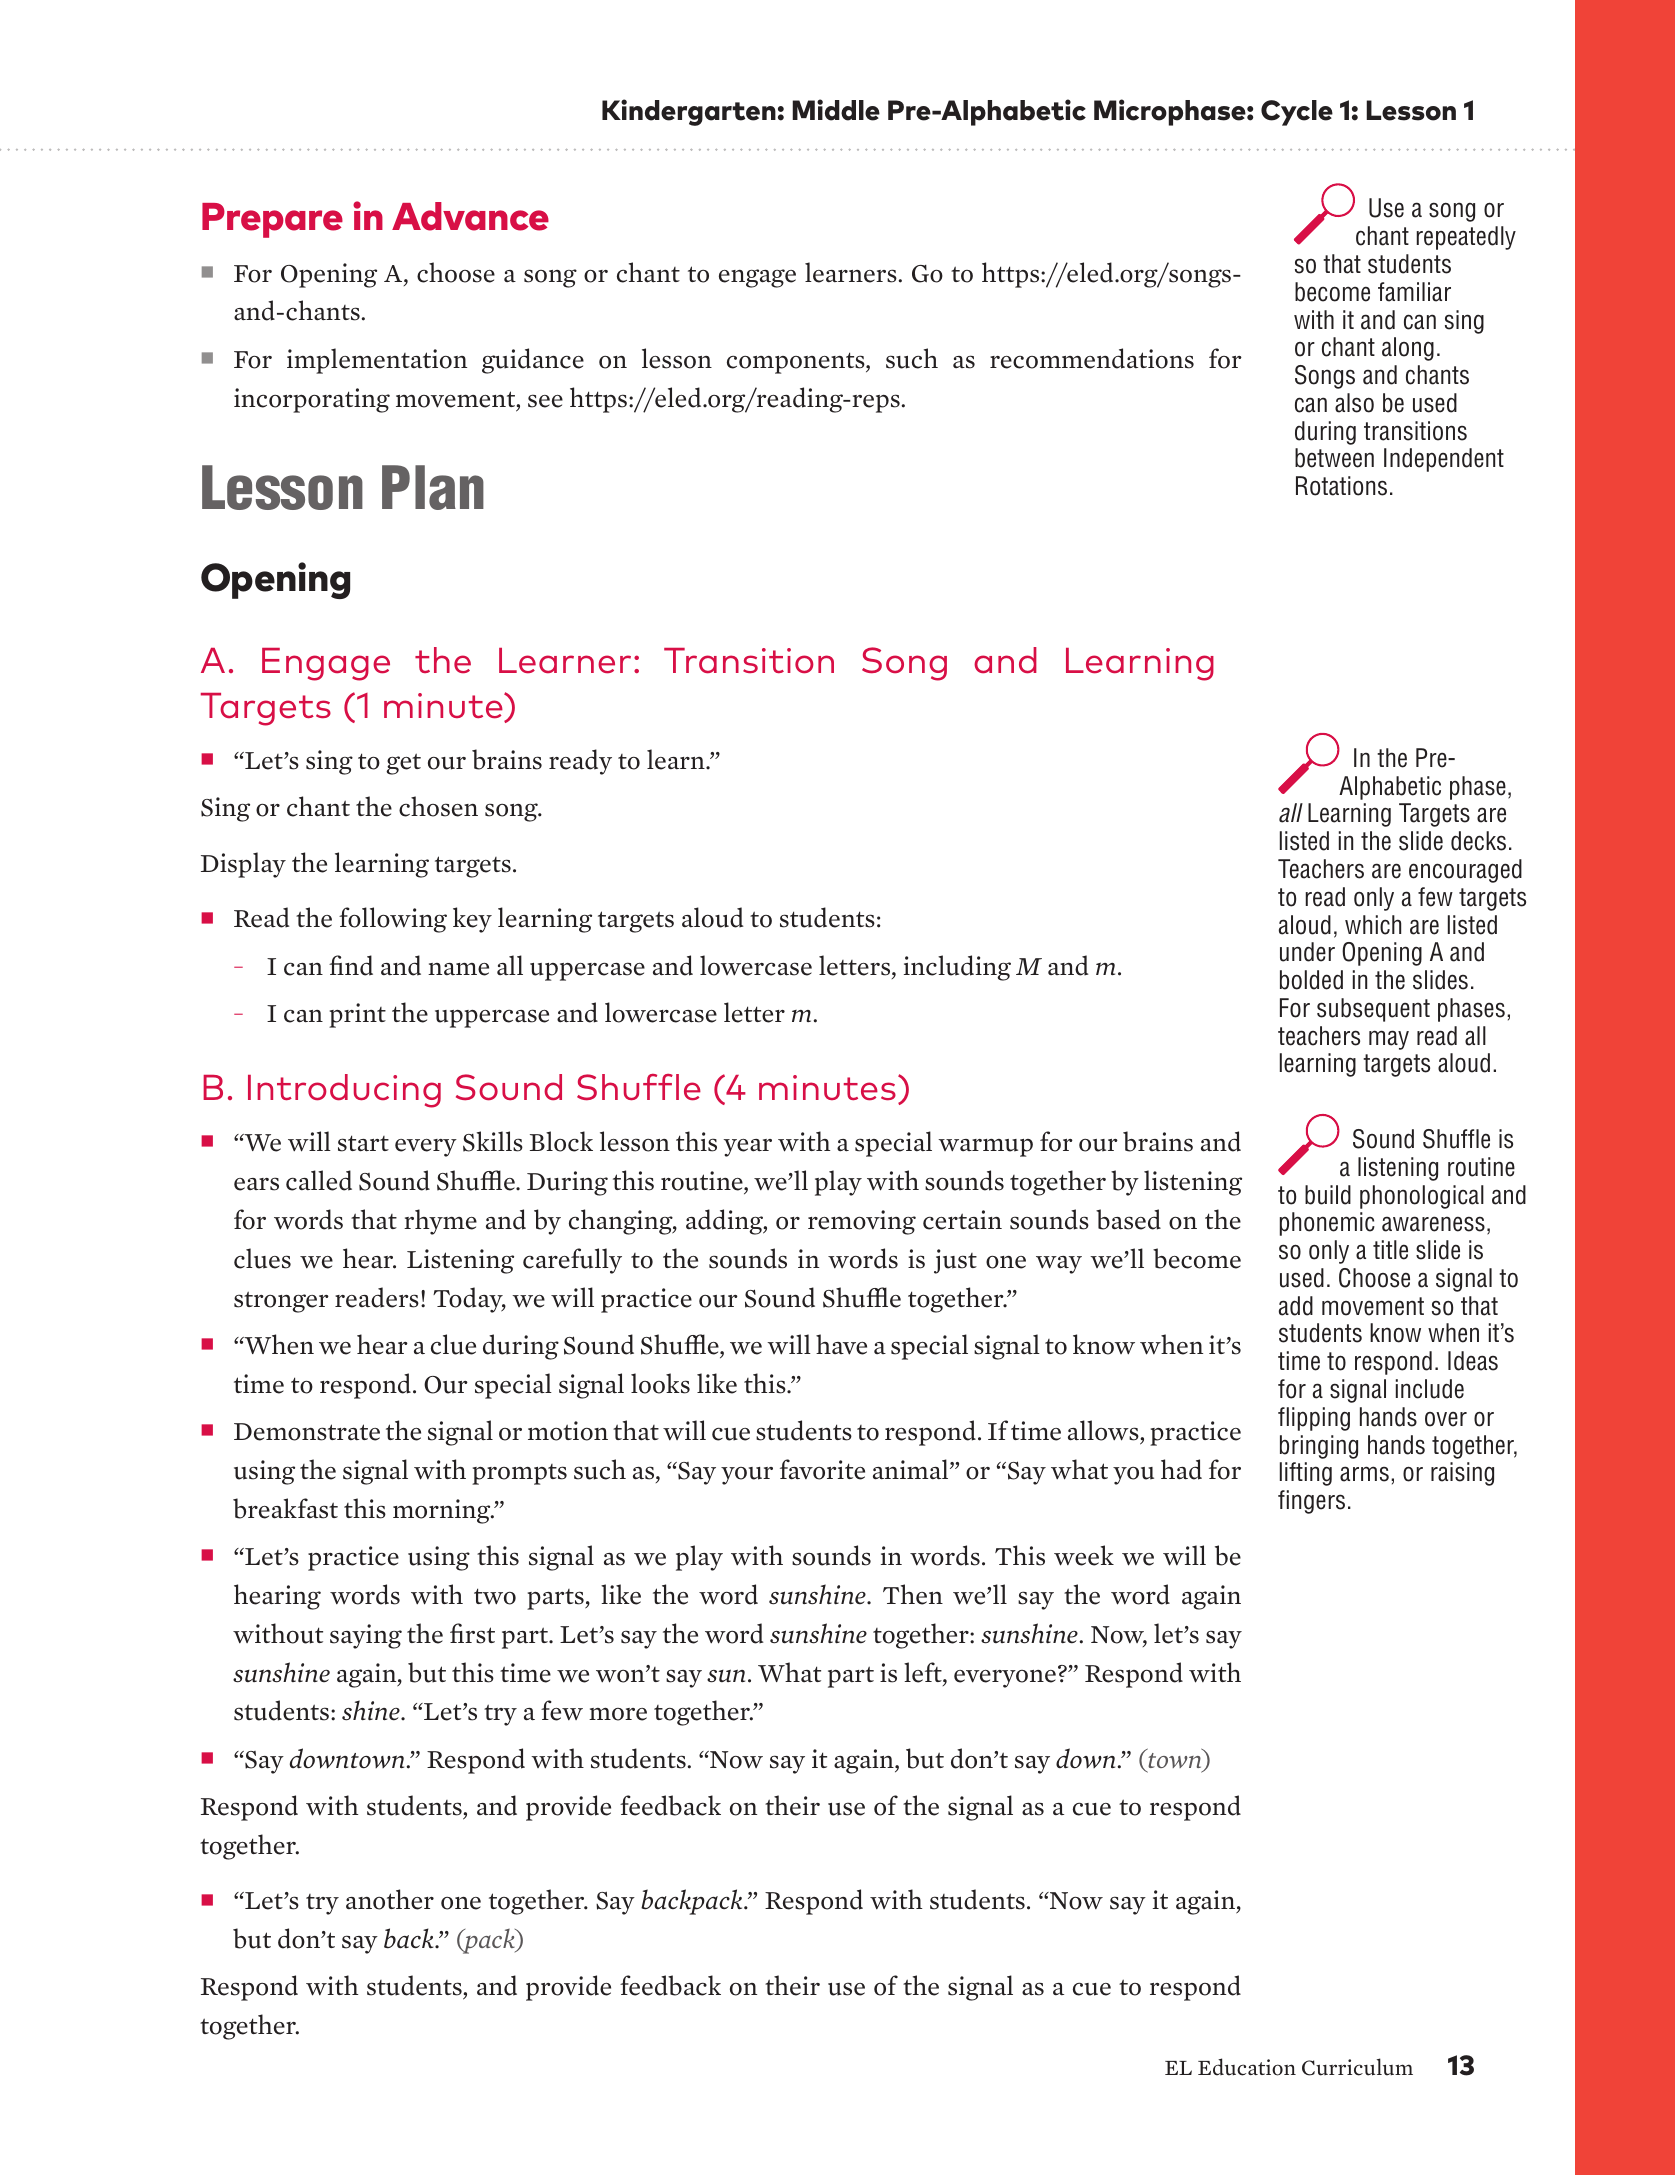 Kindergarten: Middle Pre-Alphabetic Microphase: Cycle 1: Lesson 1
Prepare in Advance
■ For Opening A, choose a song or chant to engage learners. Go to https://eled.org/songs-
and-chants.
■ For implementation guidance on lesson components, such as recommendations for
incorporating movement, see https://eled.org/reading-reps.
Use a song or
chant repeatedly
so that students
become familiar
with it and can sing
or chant along.
Songs and chants
can also be used
during transitions
between Independent
Rotations.
Lesson Plan
Opening
A. Engage the Learner: Transition Song and Learning
Targets (1 minute)
■ “Let’s sing to get our brains ready to learn.”
Sing or chant the chosen song.
Display the learning targets.
■ Read the following key learning targets aloud to students:
– I can find and name all uppercase and lowercase letters, including M and m.
– I can print the uppercase and lowercase letter m.
In the Pre-
Alphabetic phase,
all Learning Targets are
listed in the slide decks.
Teachers are encouraged
to read only a few targets
aloud, which are listed
under Opening A and
bolded in the slides.
For subsequent phases,
teachers may read all
learning targets aloud.
B. Introducing Sound Shuffle (4 minutes)
■ “We will start every Skills Block lesson this year with a special warmup for our brains and
ears called Sound Shuffle. During this routine, we’ll play with sounds together by listening
for words that rhyme and by changing, adding, or removing certain sounds based on the
clues we hear. Listening carefully to the sounds in words is just one way we’ll become
stronger readers! Today, we will practice our Sound Shuffle together.”
■ “When we hear a clue during Sound Shuffle, we will have a special signal to know when it’s
time to respond. Our special signal looks like this.”
■ Demonstrate the signal or motion that will cue students to respond. If time allows, practice
using the signal with prompts such as, “Say your favorite animal” or “Say what you had for
breakfast this morning.”
■ “Let’s practice using this signal as we play with sounds in words. This week we will be
hearing words with two parts, like the word sunshine. Then we’ll say the word again
without saying the first part. Let’s say the word sunshine together: sunshine. Now, let’s say
sunshine again, but this time we won’t say sun. What part is left, everyone?” Respond with
students: shine. “Let’s try a few more together.”
■ “Say downtown.” Respond with students. “Now say it again, but don’t say down.” (town)
Respond with students, and provide feedback on their use of the signal as a cue to respond
together.
■ “Let’s try another one together. Say backpack.” Respond with students. “Now say it again,
but don’t say back.” (pack)
Respond with students, and provide feedback on their use of the signal as a cue to respond
together.
Sound Shuffle is
a listening routine
to build phonological and
phonemic awareness,
so only a title slide is
used. Choose a signal to
add movement so that
students know when it’s
time to respond. Ideas
for a signal include
flipping hands over or
bringing hands together,
lifting arms, or raising
fingers.
EL Education Curriculum 13